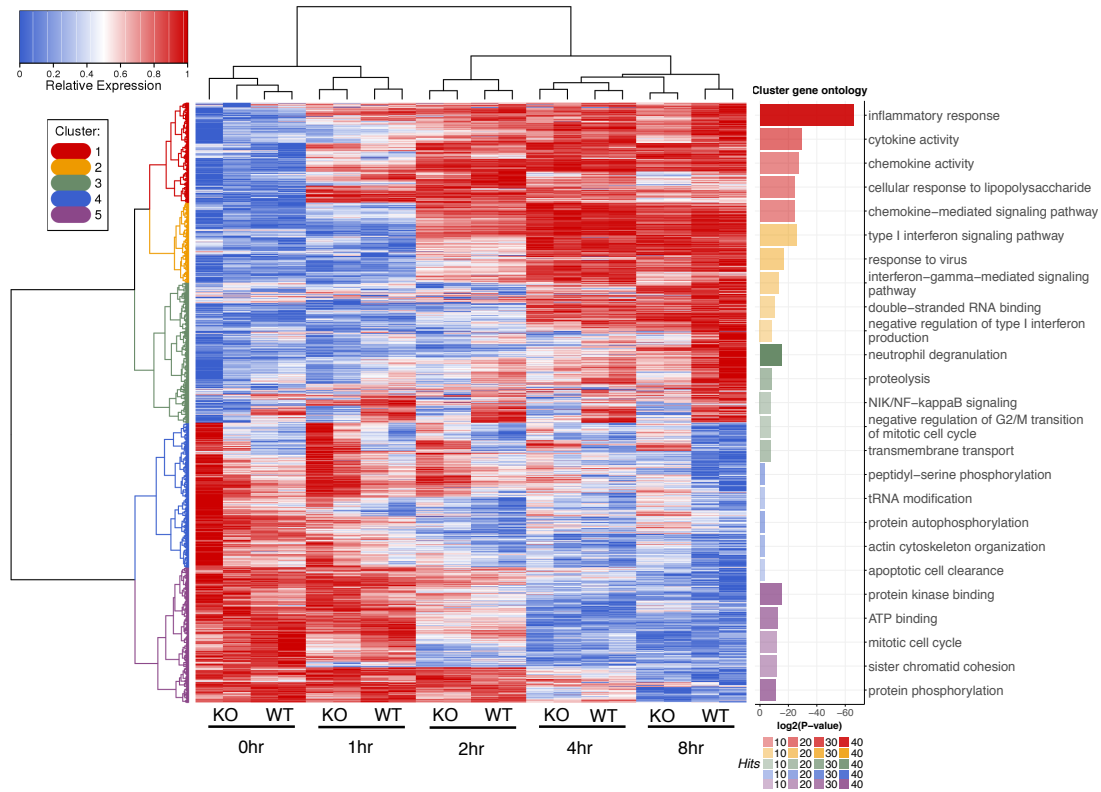 0 0.2 0.4 0.6 0.8 1
Relative Expression
Cluster:
1
2
3
4
5
Cluster gene ontology
inflammatory response
cytokine activity
chemokine activity
cellular response to lipopolysaccharide
chemokine−mediated signaling pathway
type I interferon signaling pathway
response to virus
interferon−gamma−mediated signaling
pathway
double−stranded RNA binding
negative regulation of type I interferon
production
neutrophil degranulation
proteolysis
NIK/NF−kappaB signaling
negative regulation of G2/M transition
of mitotic cell cycle
transmembrane transport
peptidyl−serine phosphorylation
tRNA modification
protein autophosphorylation
actin cytoskeleton organization
apoptotic cell clearance
protein kinase binding
ATP binding
mitotic cell cycle
sister chromatid cohesion
protein phosphorylation
0 −20 −40 −60
log2(P−value)
KO WT KO WT KO WT KO WT KO WT
0hr 1hr 2hr 4hr 8hr
10 20 30 40
10 20 30 40
Hits 10 20 30 40
10 20 30 40
10 20 30 40